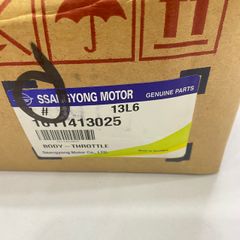 SSANGYONG MOTOR GENUINE PARTS
# 13L6
1611413025
BODY-THROTTLE
Ssangyong Motor Co., LTD.